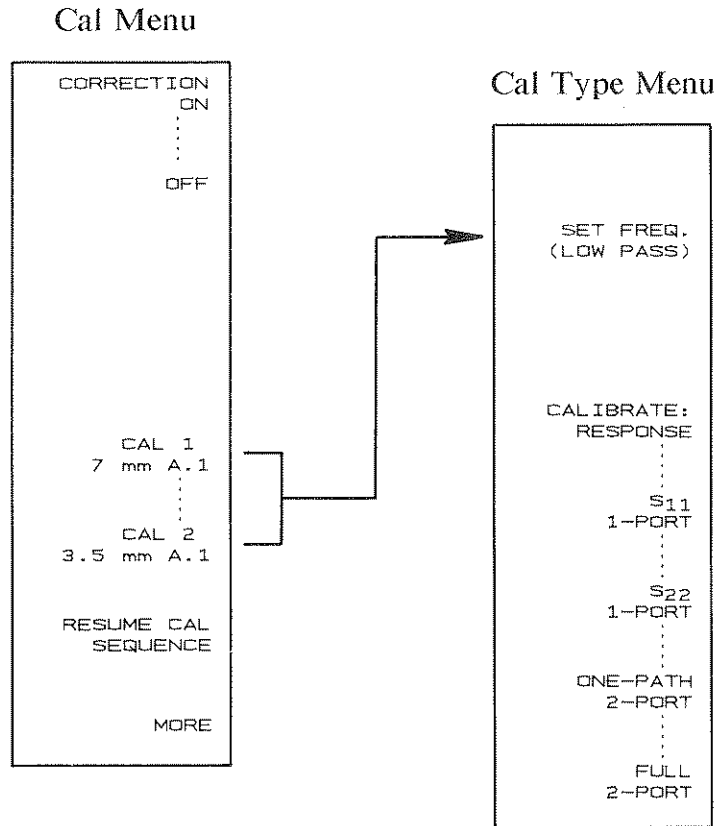 Cal Menu
CORRECTION
ON
OFF
CAL 1
7 mm A.1
CAL 2
3.5 mm A.1
RESUME CAL
SEQUENCE
MORE
Cal Type Menu
SET FREQ.
(LOW PASS)
CALIBRATE:
RESPONSE
S11
1-PORT
S22
1-PORT
ONE-PATH
2-PORT
FULL
2-PORT